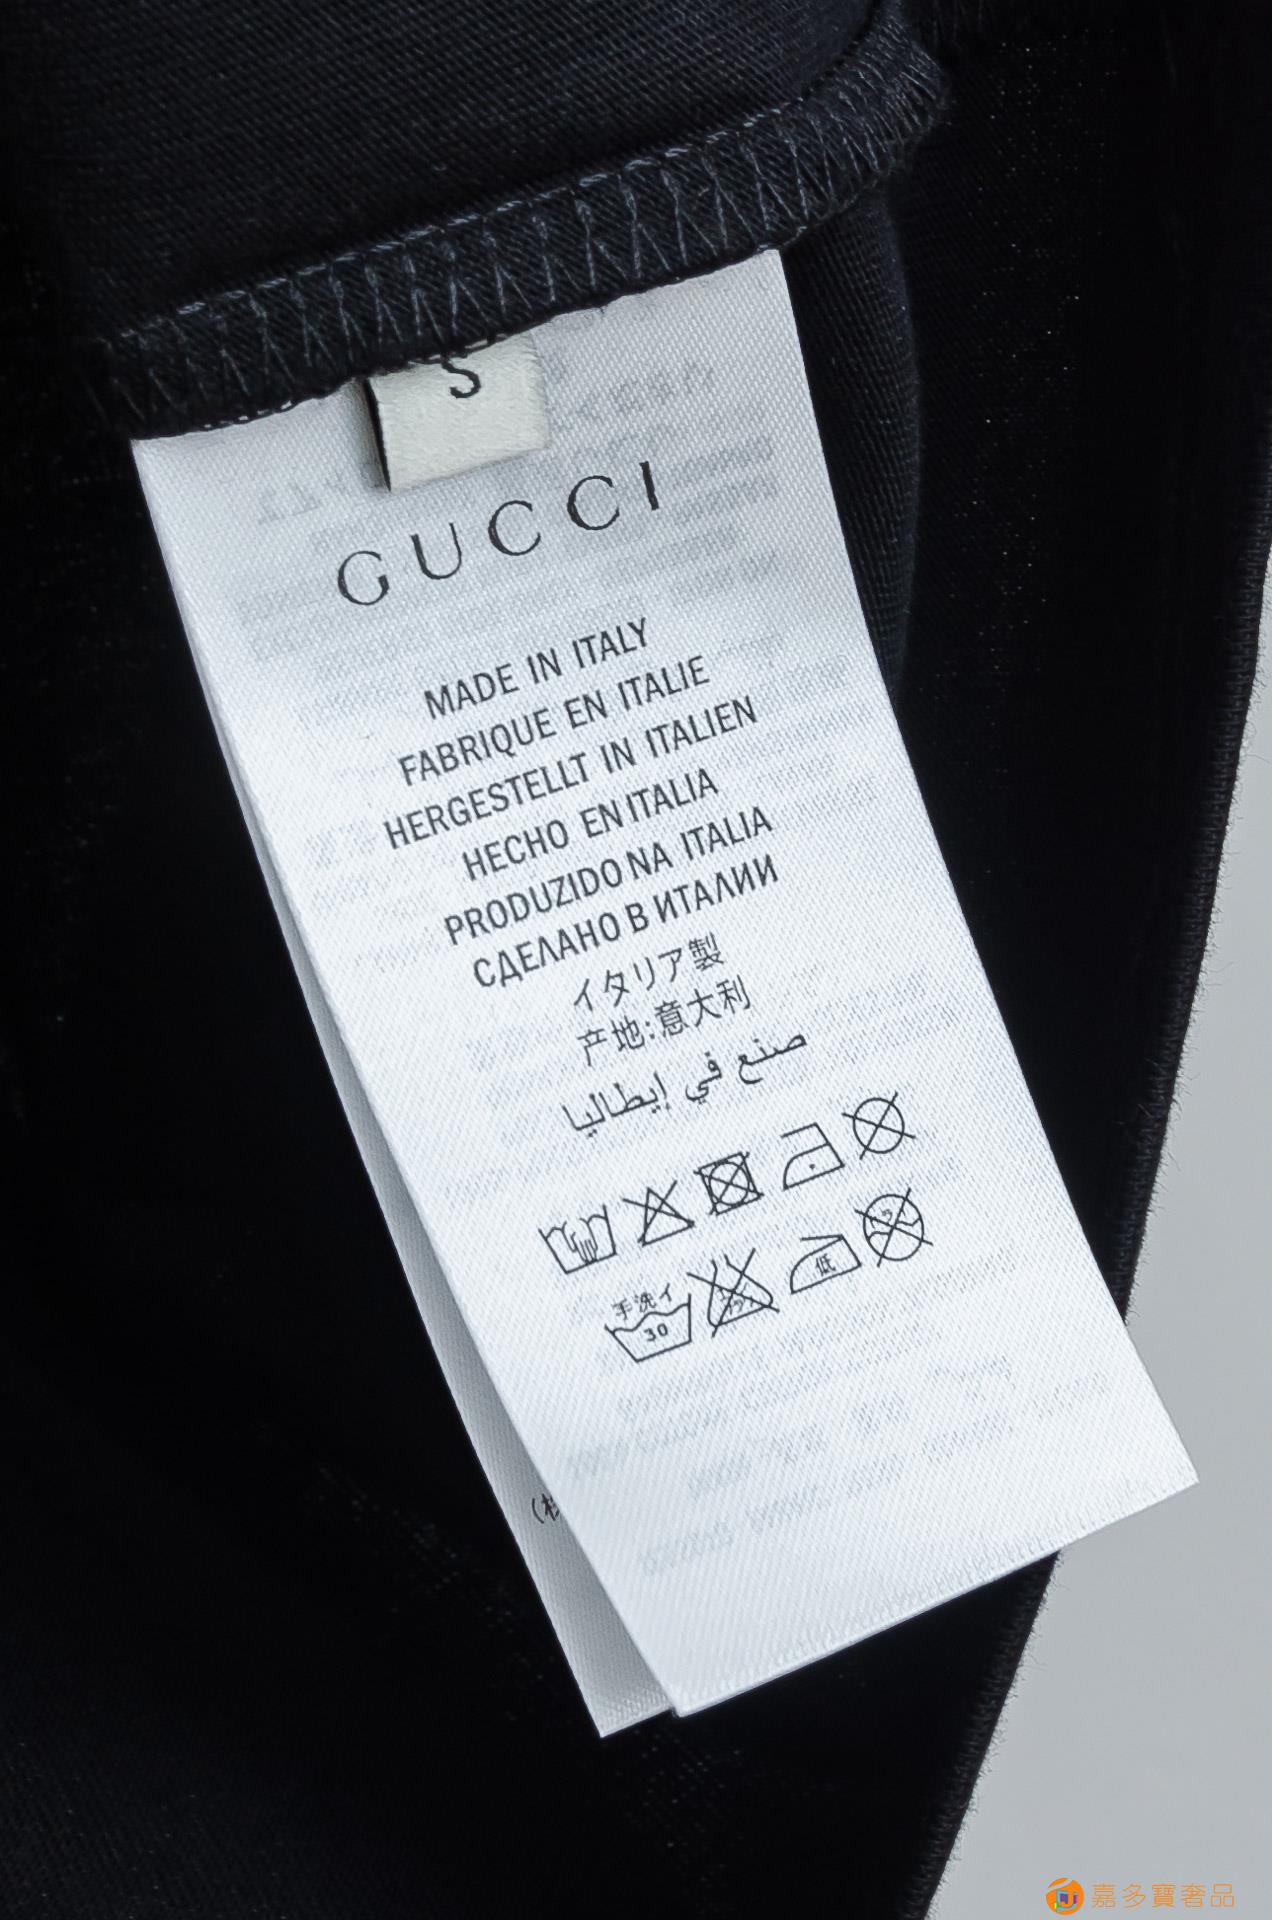 S
GUCCI
MADE IN ITALY
FABRIQUE EN ITALIE
HERGESTELLT IN ITALIEN
HECHO EN ITALIA
PRODUZIDO NA ITALIA
СДЕЛАНО В ИТАЛИИ
イタリア製
产地:意大利
صنع في إيطاليا
手洗イ
30
低
嘉多寶奢品